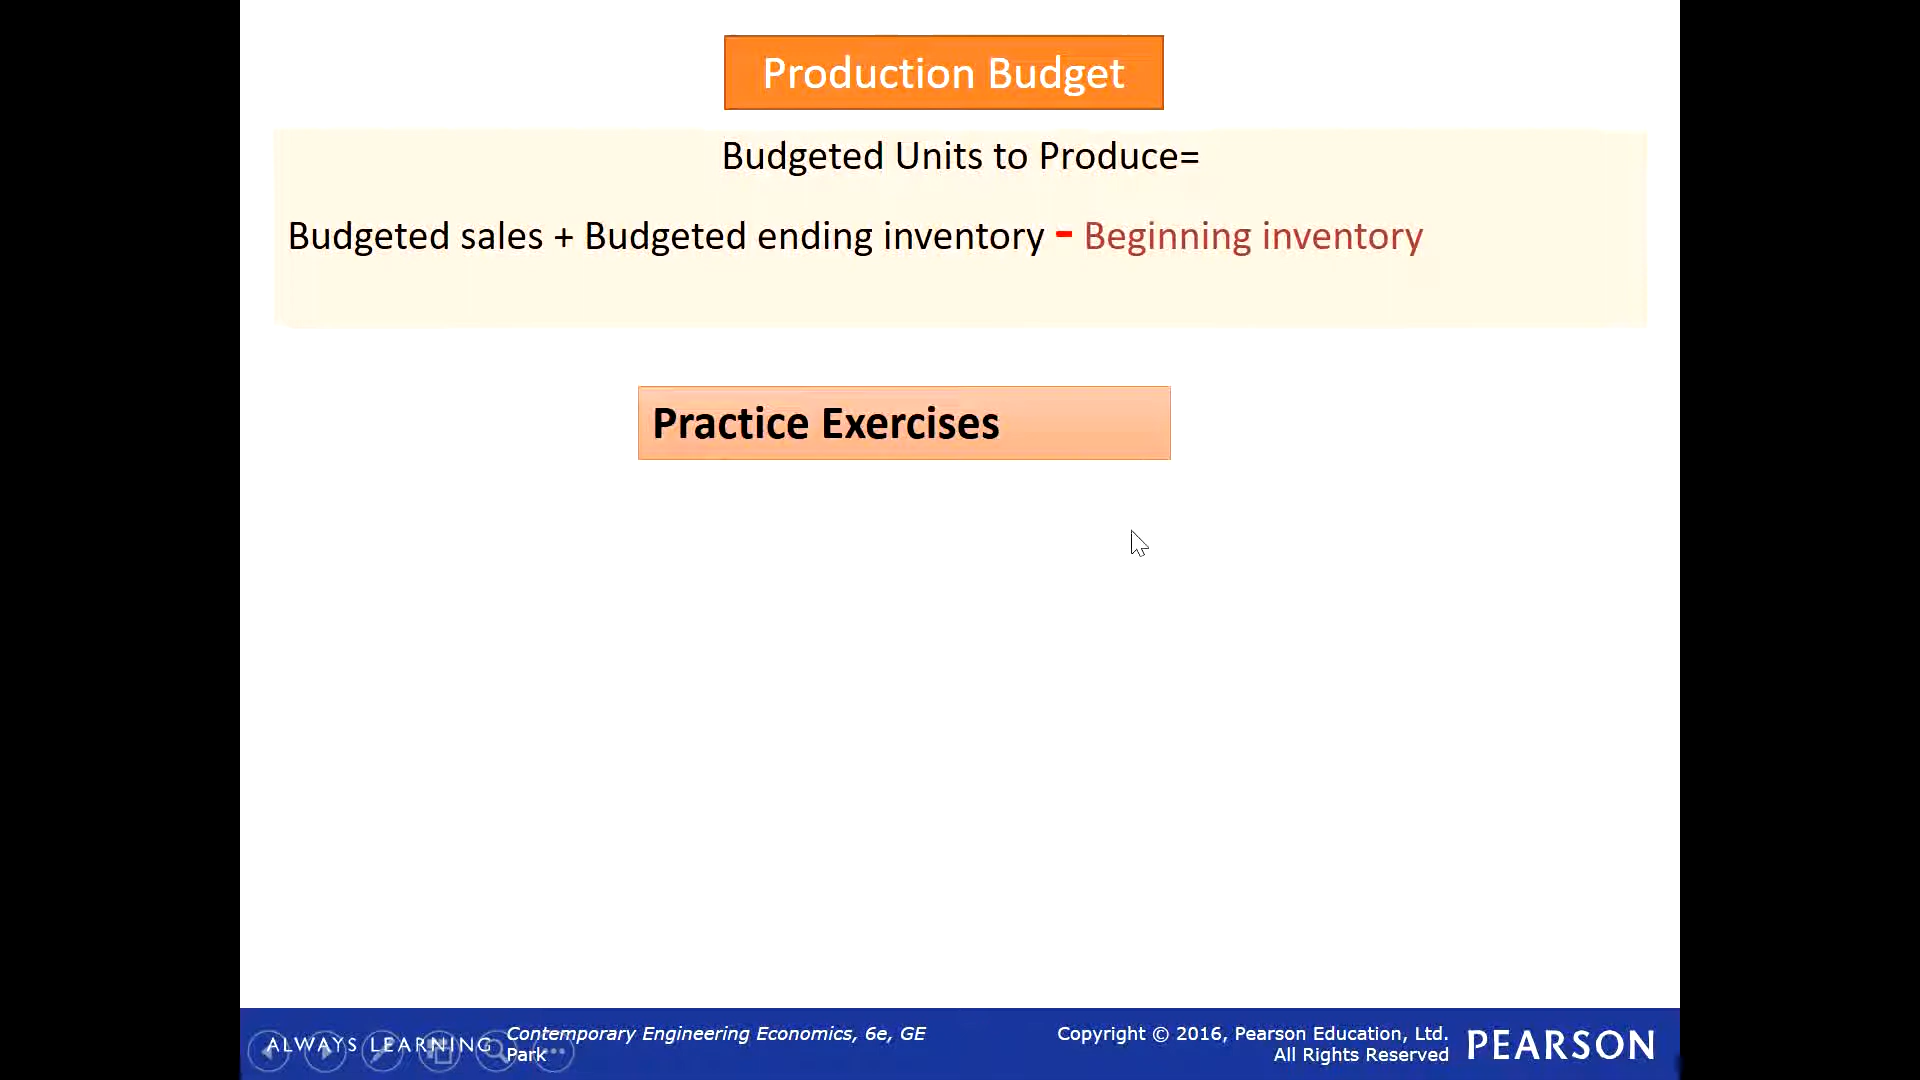 Production Budget
Budgeted Units to Produce=
Budgeted sales + Budgeted ending inventory - Beginning inventory
Practice Exercises
ALWAYS LEARNING
Contemporary Engineering Economics, 6e, GE
Park
Copyright © 2016, Pearson Education, Ltd.
All Rights Reserved
PEARSON